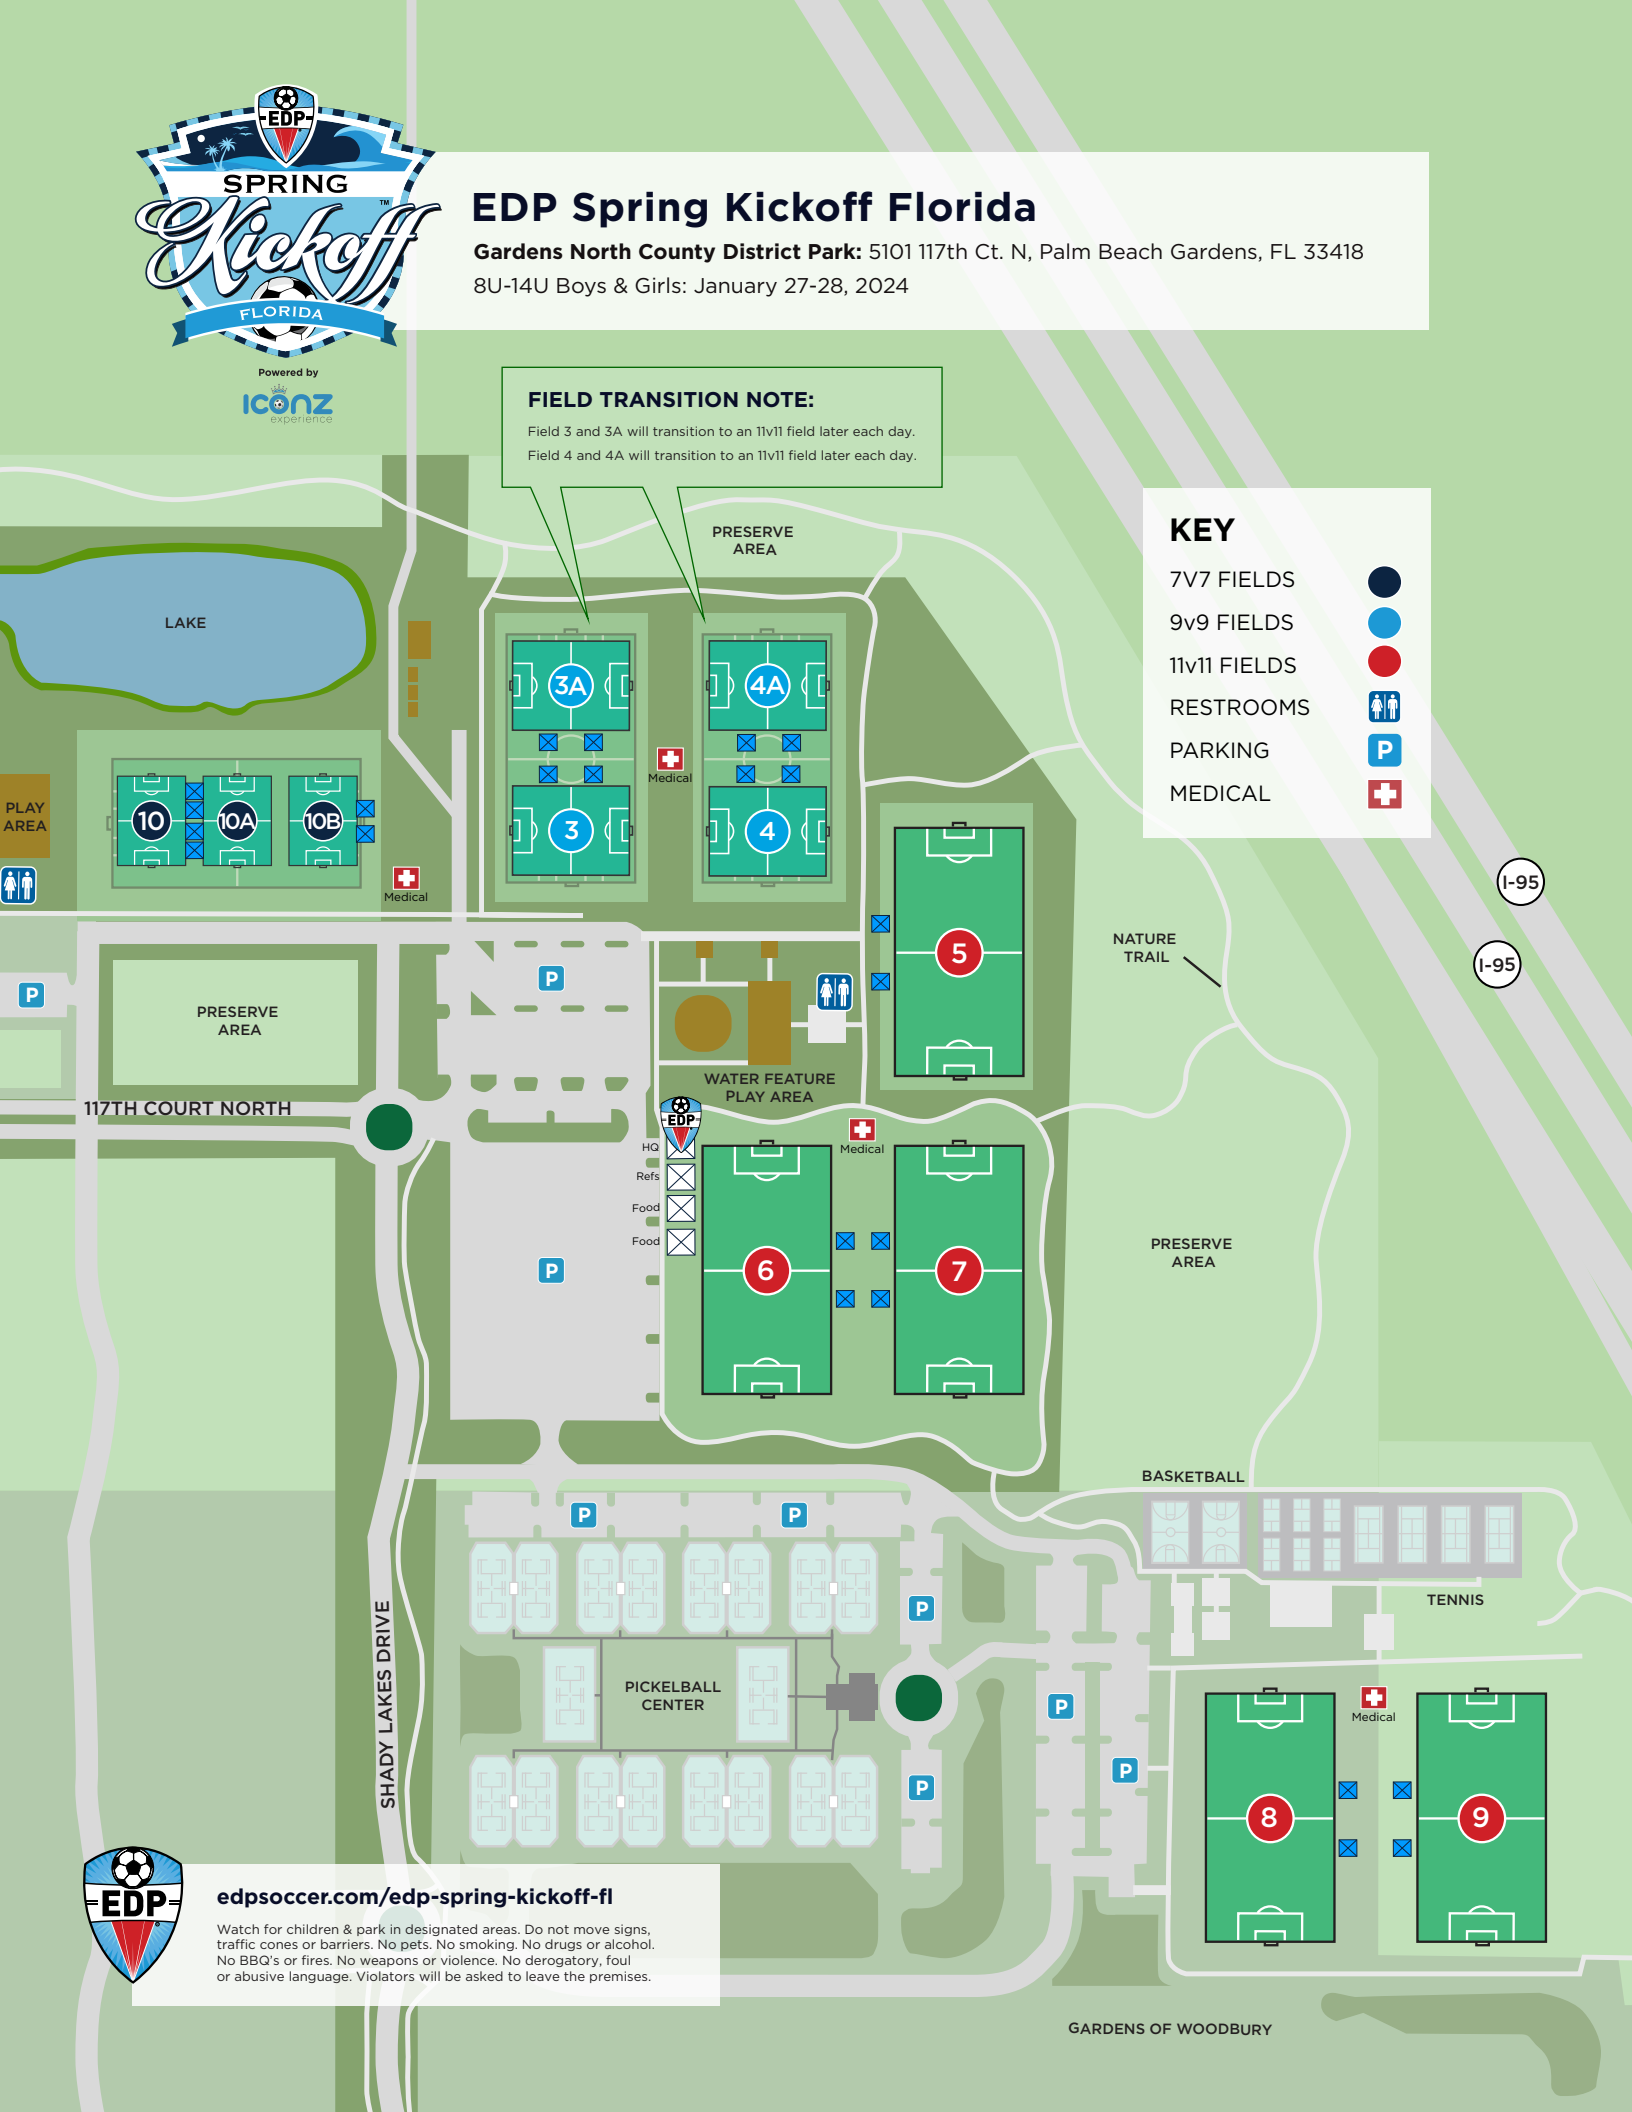 EDP
SPRING
Kickoff
TM
FLORIDA
Powered by
ICONZ
experience
EDP Spring Kickoff Florida
Gardens North County District Park: 5101 117th Ct. N, Palm Beach Gardens, FL 33418
8U-14U Boys & Girls: January 27-28, 2024
FIELD TRANSITION NOTE:
Field 3 and 3A will transition to an 11v11 field later each day.
Field 4 and 4A will transition to an 11v11 field later each day.
KEY
7V7 FIELDS
9v9 FIELDS
11v11 FIELDS
RESTROOMS
PARKING
P
MEDICAL
PRESERVE
AREA
LAKE
3A
4A
Medical
3
4
PLAY
AREA
10
10A
10B
Medical
5
I-95
I-95
NATURE
TRAIL
P
P
PRESERVE
AREA
WATER FEATURE
PLAY AREA
117TH COURT NORTH
EDP
HQ
Refs
Food
Food
Medical
P
6
7
PRESERVE
AREA
BASKETBALL
TENNIS
P
P
P
PICKELBALL
CENTER
P
P
P
SHADY LAKES DRIVE
Medical
8
9
EDP
edpsoccer.com/edp-spring-kickoff-fl
Watch for children & park in designated areas. Do not move signs,
traffic cones or barriers. No pets. No smoking. No drugs or alcohol.
No BBQ's or fires. No weapons or violence. No derogatory, foul
or abusive language. Violators will be asked to leave the premises.
GARDENS OF WOODBURY